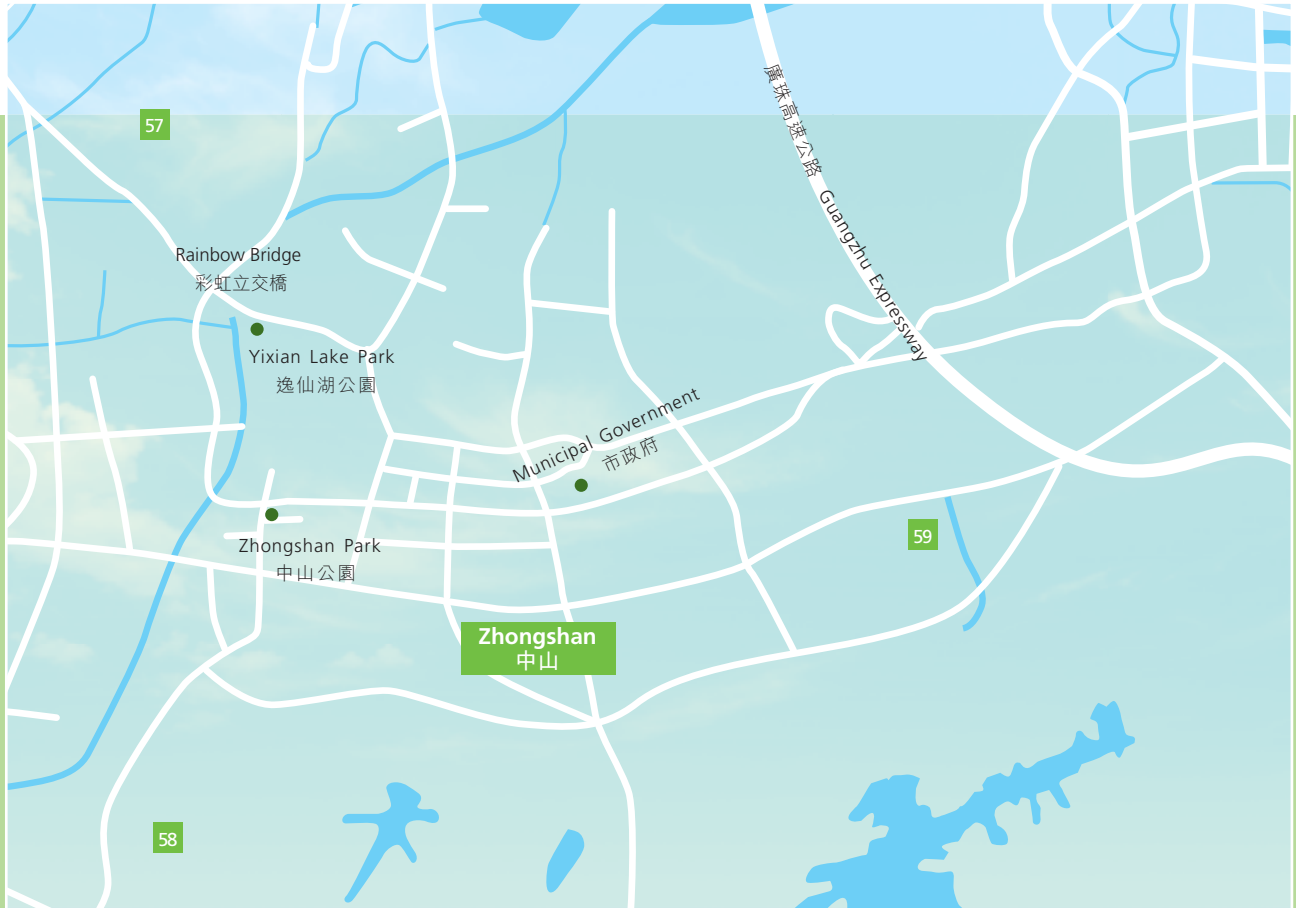 57
廣珠高速公路 Guangzhu Expressway
Rainbow Bridge
彩虹立交橋
Yixian Lake Park
逸仙湖公園
Municipal Government
市政府
Zhongshan Park
中山公園
59
Zhongshan
中山
58